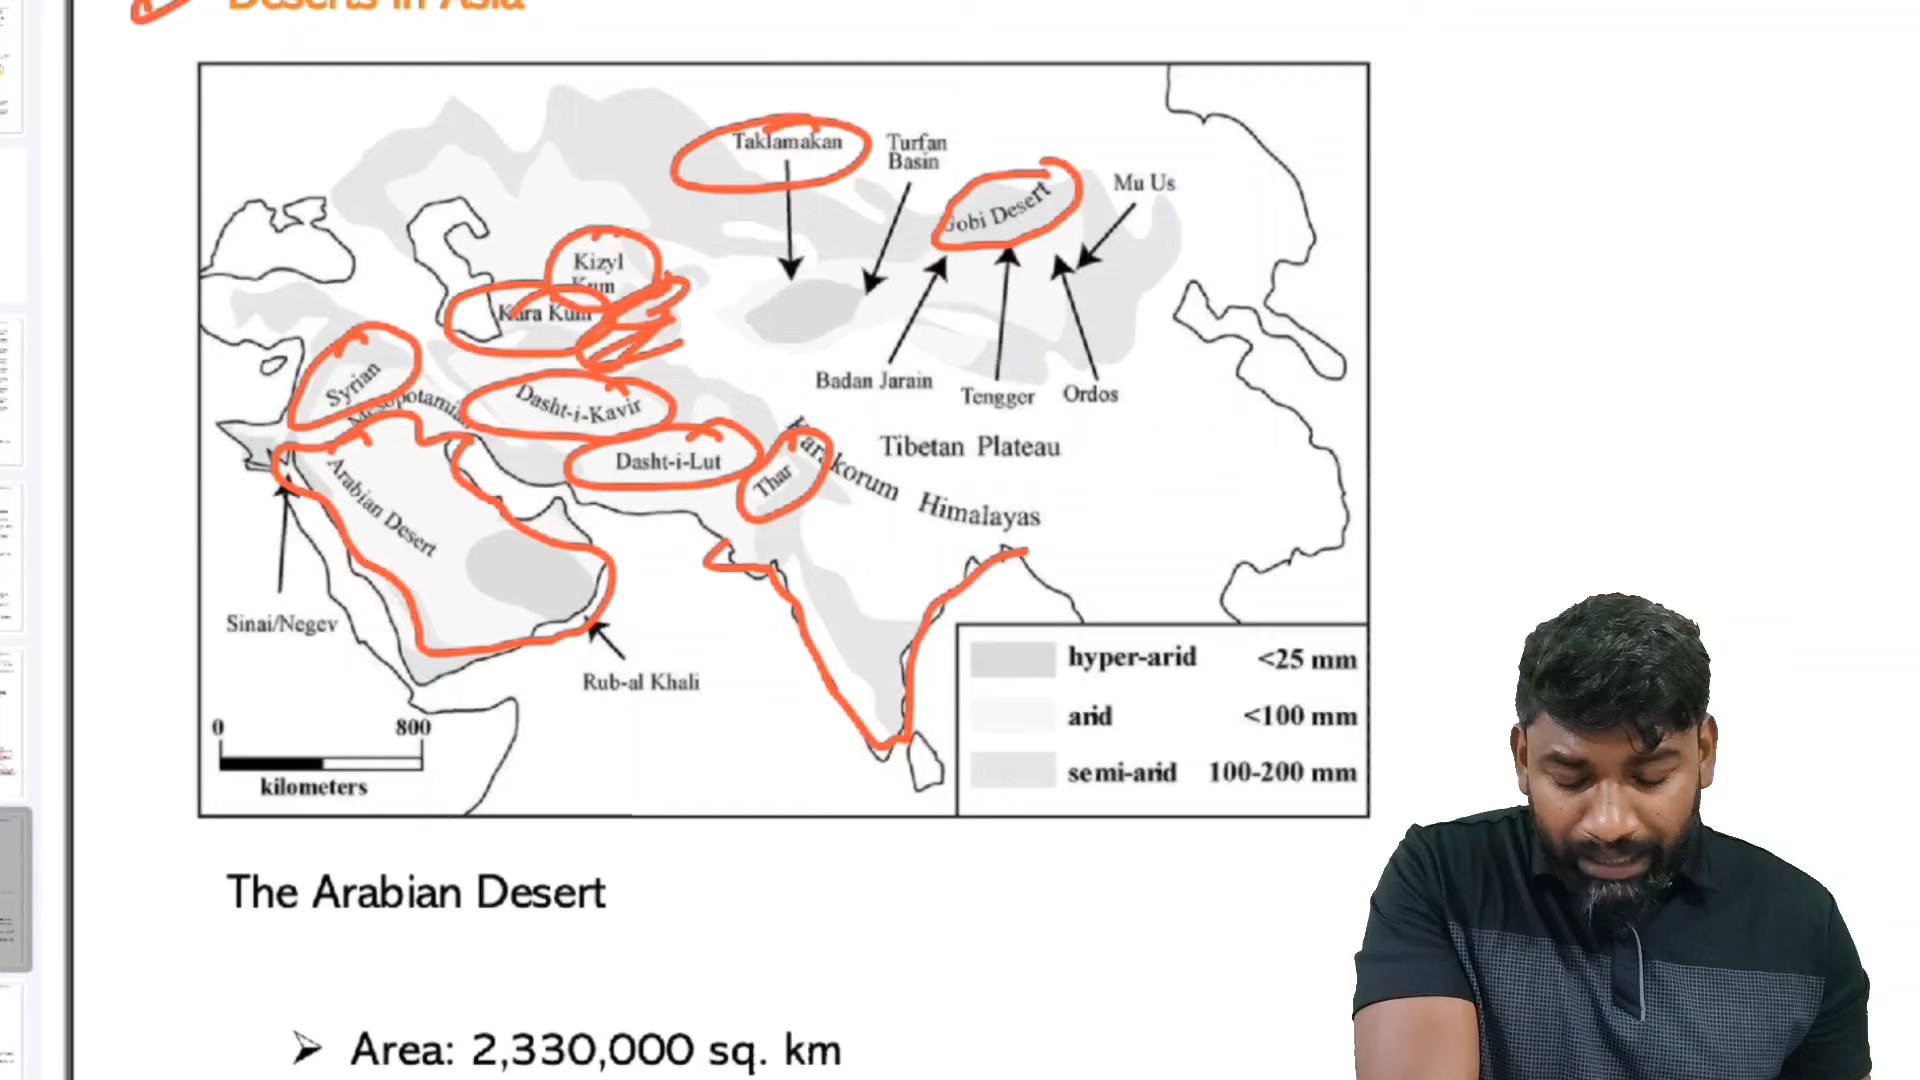 Deserts in Asia
Taklamakan
Turfan
Basin
Gobi Desert
Mu Us
Kizyl
Kum
Kara Kum
Syrian
Mesopotamia
Dasht-i-Kavir
Badan Jarain
Tengger
Ordos
Dasht-i-Lut
Thar
Karakorum Himalayas
Tibetan Plateau
Arabian Desert
Sinai/Negev
Rub-al Khali
0 800
kilometers
hyper-arid <25 mm
arid <100 mm
semi-arid 100-200 mm
The Arabian Desert
➢ Area: 2,330,000 sq. km